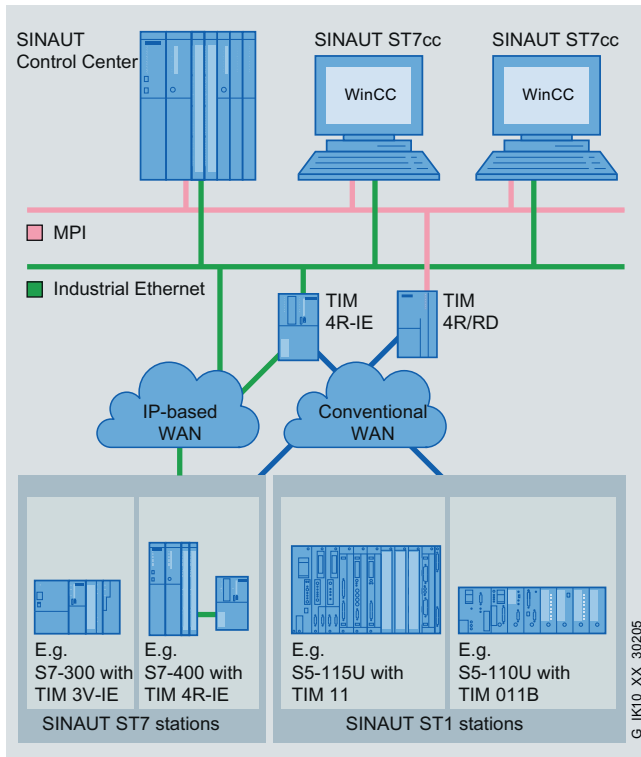 SINAUT
Control Center
SINAUT ST7cc
SINAUT ST7cc
WinCC
WinCC
MPI
Industrial Ethernet
TIM
4R-IE
TIM
4R/RD
IP-based
WAN
Conventional
WAN
E.g.
S7-300 with
TIM 3V-IE
E.g.
S7-400 with
TIM 4R-IE
E.g.
S5-115U with
TIM 11
E.g.
S5-110U with
TIM 011B
SINAUT ST7 stations
SINAUT ST1 stations
G_IK10_XX_30205